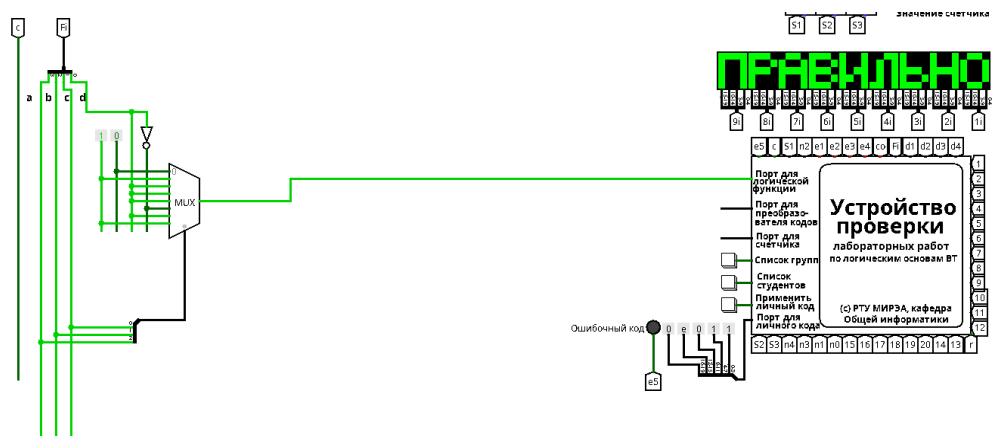 c Fi
S1 S2 S3
значение счетчика
ПРАВИЛЬНО
9i 8i 7i 6i 5i 4i 3i 2i 1i
a b c d
1 0
0
MUX
e5 c S1 n2 e1 e2 e3 e4 co Fi d1 d2 d3 d4
Порт для
логической
функции
Порт для
преобразо-
вателя кодов
Порт для
счетчика
Список групп
Список
студентов
Применить
личный код
Порт для
личного кода
Устройство
проверки
лабораторных работ
по логическим основам ВТ
(с) РТУ МИРЭА, кафедра
Общей информатики
1
2
3
4
5
6
7
8
9
10
11
12
Ошибочный код
0 e 0 1 1
e5
S2 S3 n4 n3 n1 n0 15 16 17 18 19 20 14 13 r